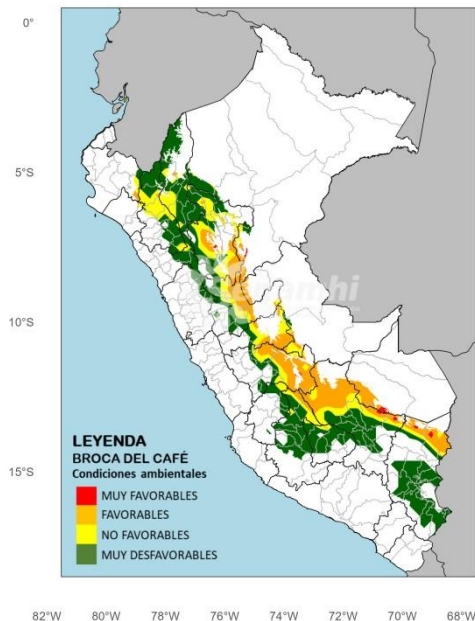 0°
5°S
10°S
senamhi
LEYENDA
BROCA DEL CAFÉ
Condiciones ambientales
MUY FAVORABLES
FAVORABLES
NO FAVORABLES
MUY DESFAVORABLES
15°S
82°W 80°W 78°W 76°W 74°W 72°W 70°W 68°W